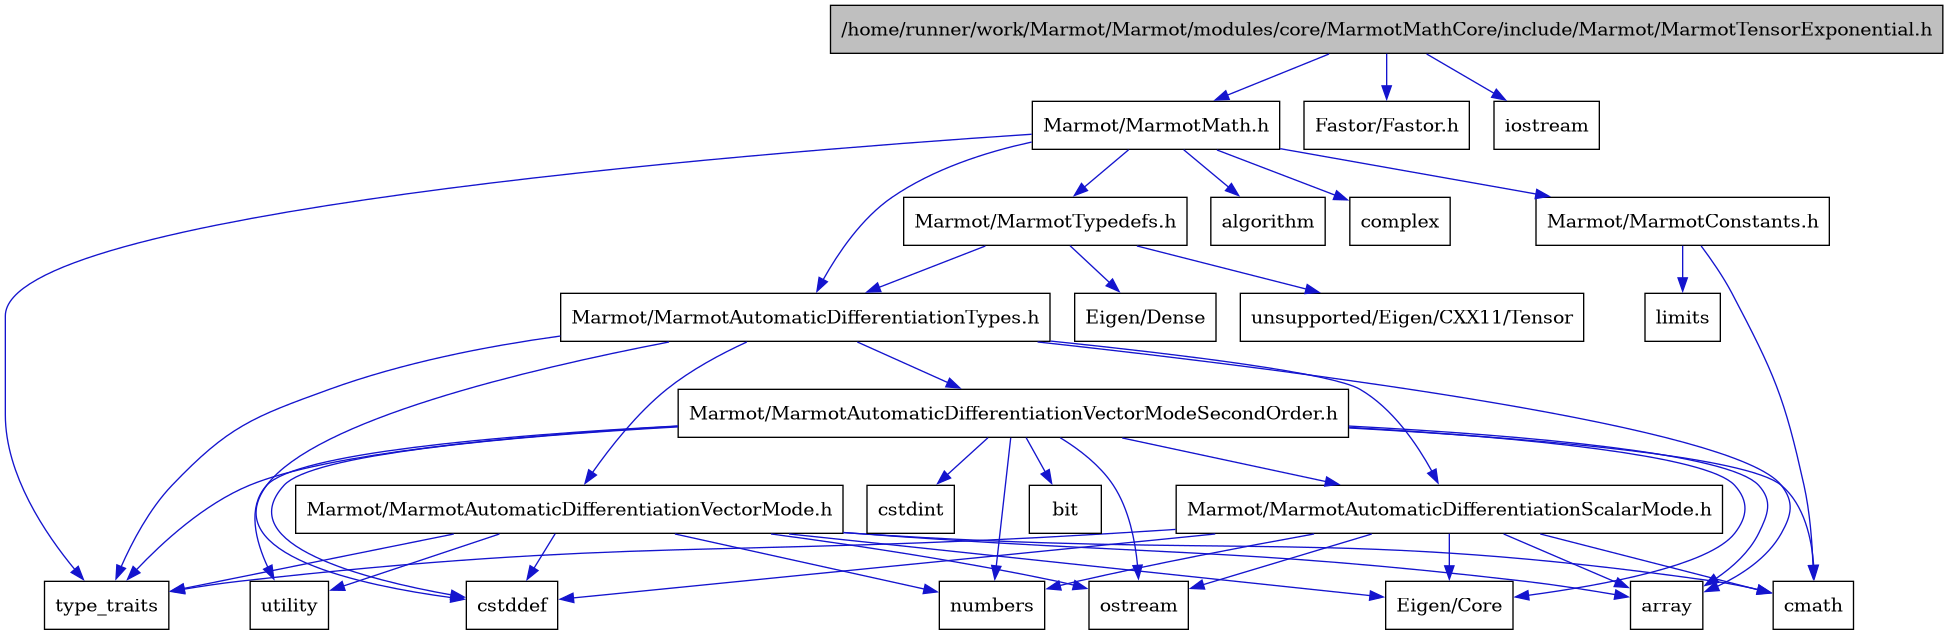 /home/runner/work/Marmot/Marmot/modules/core/MarmotMathCore/include/Marmot/MarmotTensorExponential.h
Marmot/MarmotMath.h
Fastor/Fastor.h
iostream
Marmot/MarmotTypedefs.h
algorithm
complex
Marmot/MarmotConstants.h
Marmot/MarmotAutomaticDifferentiationTypes.h
Eigen/Dense
unsupported/Eigen/CXX11/Tensor
limits
Marmot/MarmotAutomaticDifferentiationVectorModeSecondOrder.h
Marmot/MarmotAutomaticDifferentiationVectorMode.h
cstdint
bit
Marmot/MarmotAutomaticDifferentiationScalarMode.h
type_traits
utility
cstddef
numbers
ostream
Eigen/Core
array
cmath